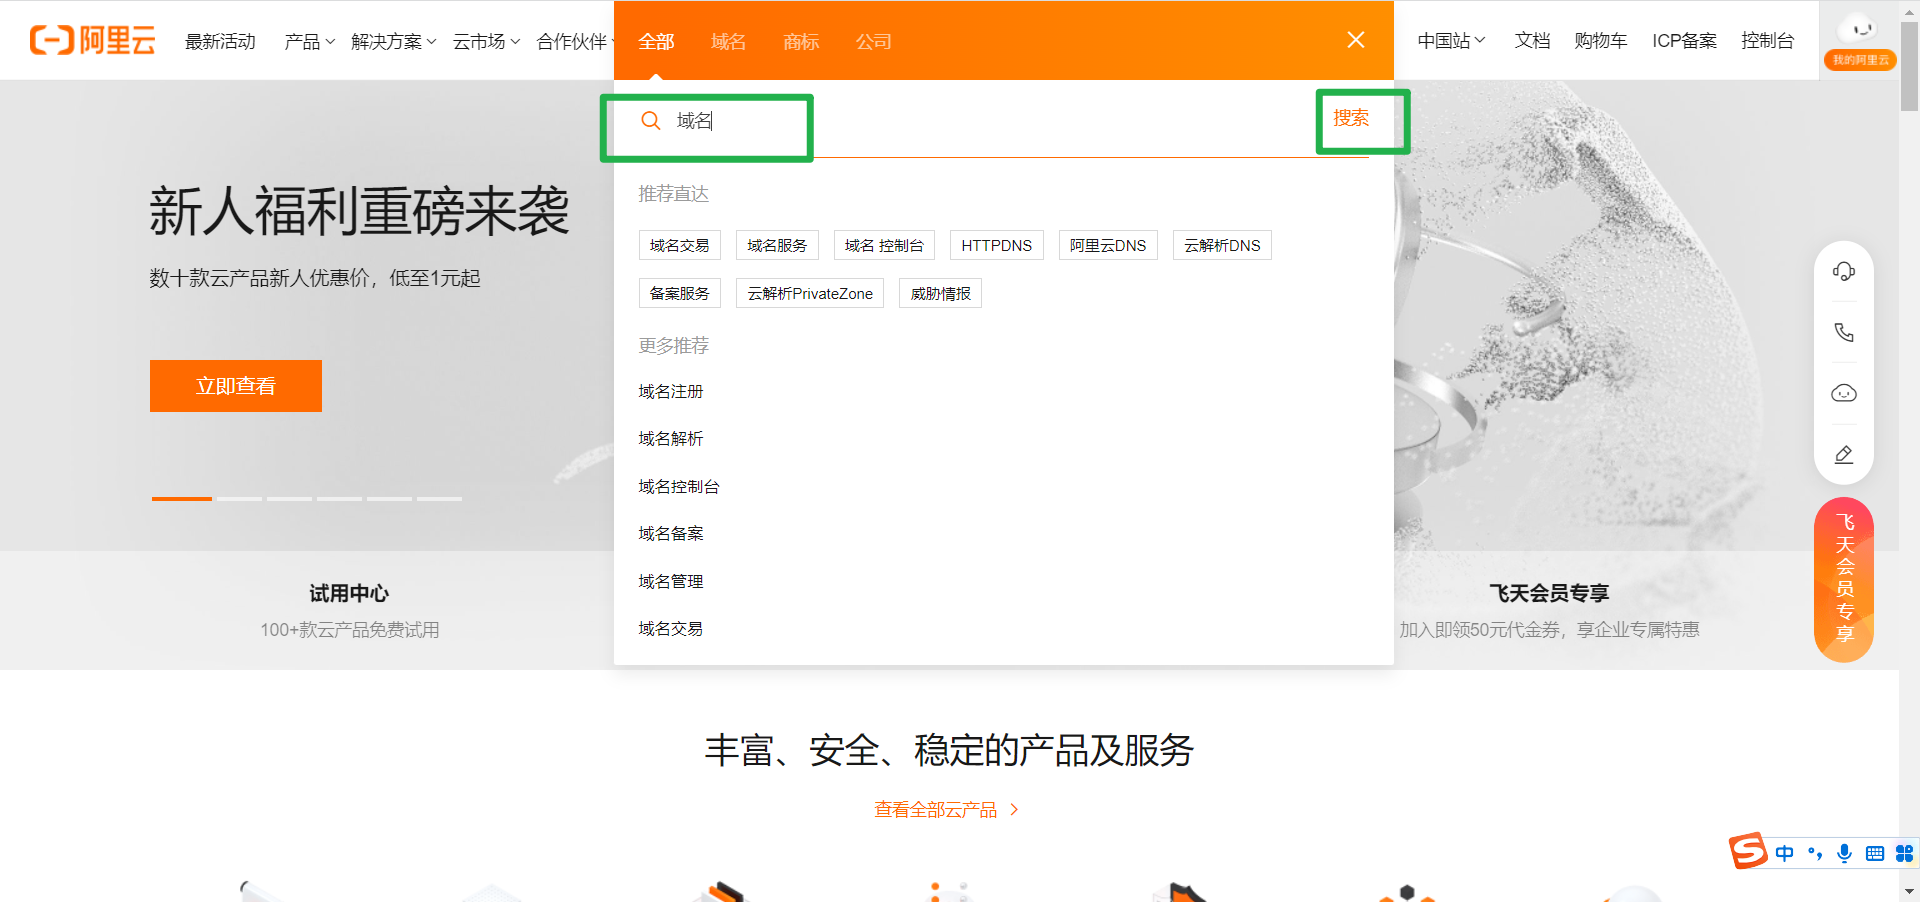 阿里云
最新活动 产品 解决方案 云市场 合作伙伴
全部 域名 商标 公司
中国站 文档 购物车 ICP备案 控制台
我的阿里云
域名
搜索
推荐直达
域名交易 域名服务 域名 控制台 HTTPDNS 阿里云DNS 云解析DNS
备案服务 云解析PrivateZone 威胁情报
更多推荐
域名注册
域名解析
域名控制台
域名备案
域名管理
域名交易
新人福利重磅来袭
数十款云产品新人优惠价，低至1元起
立即查看
试用中心
100+款云产品免费试用
飞天会员专享
加入即领50元代金券，享企业专属特惠
飞天会员专享
丰富、安全、稳定的产品及服务
查看全部云产品
S 中